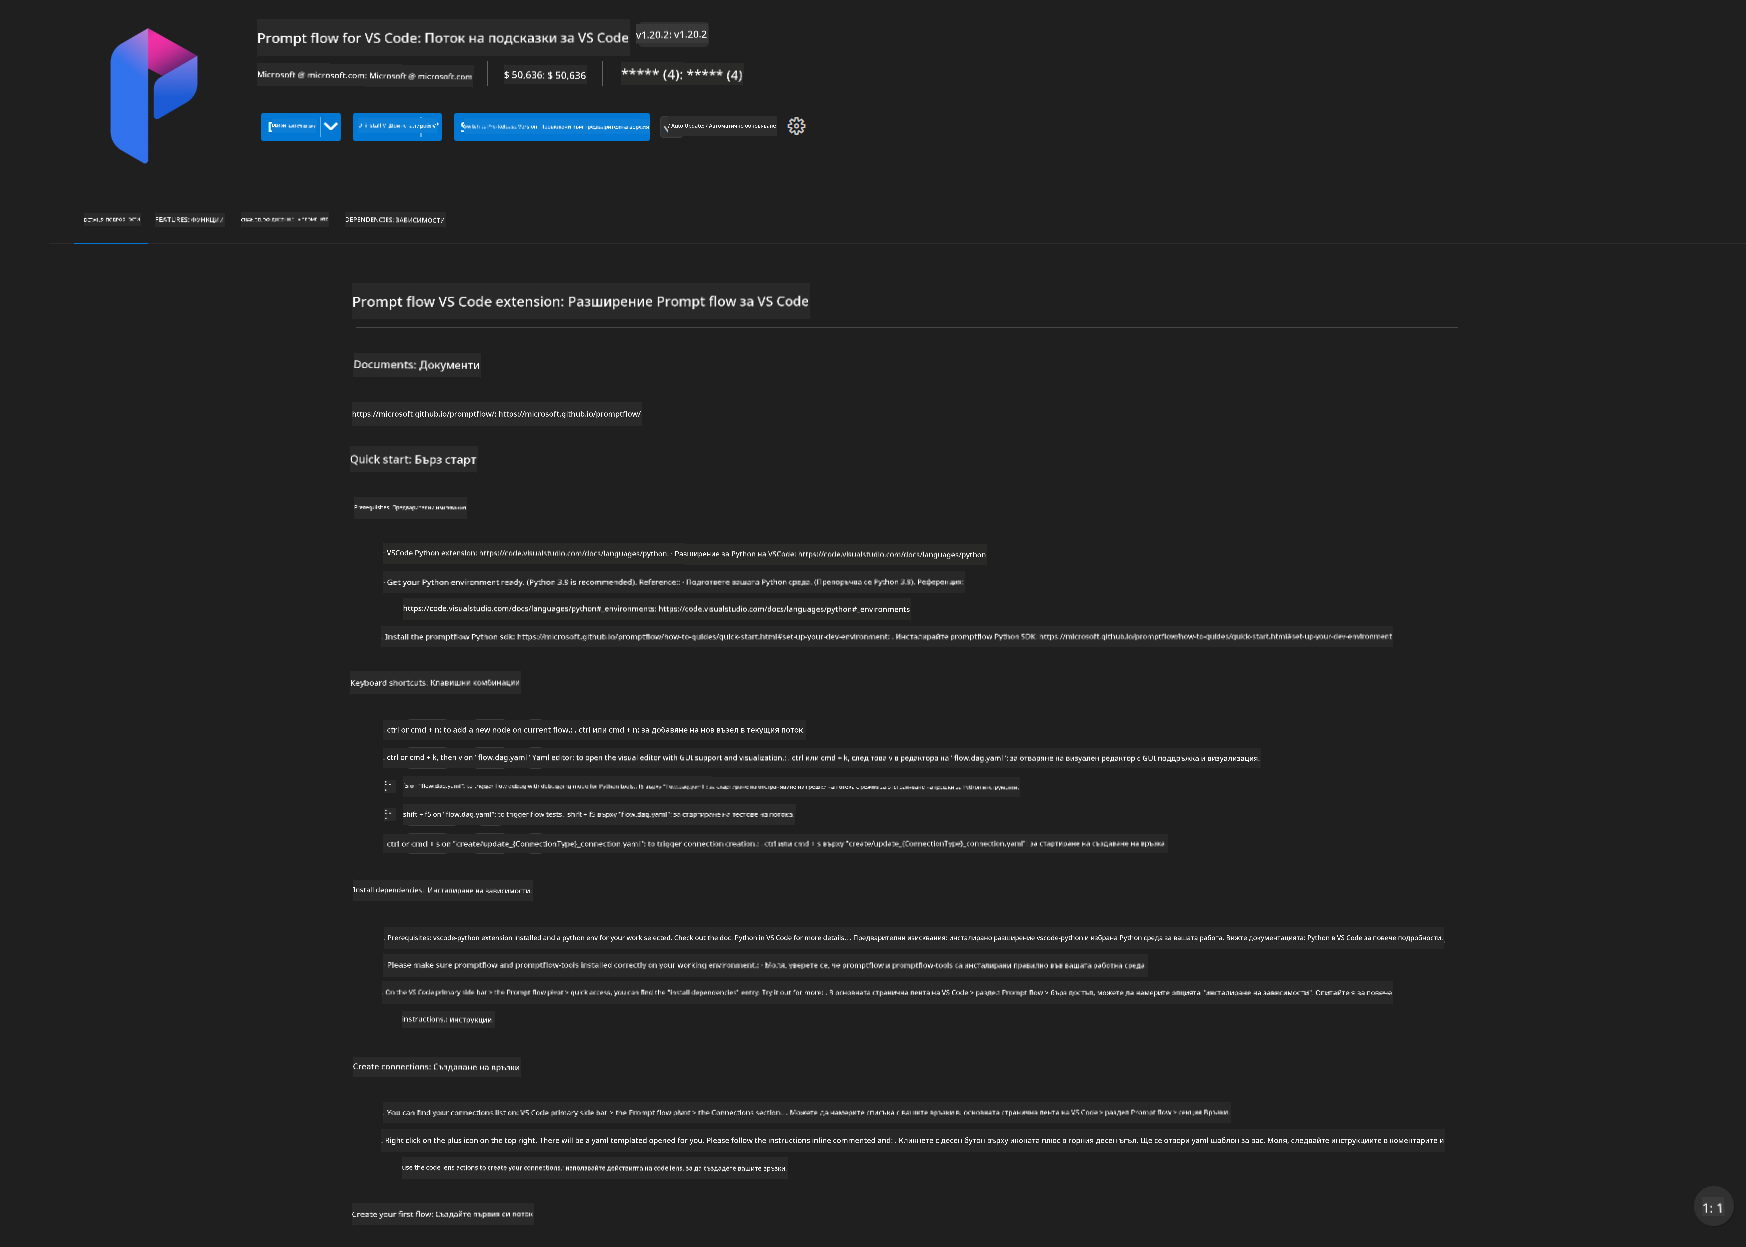 Prompt flow for VS Code: Поток на подсказки за VS Code v1.20.2: v1.20.2
Microsoft @ microsoft.com: Microsoft @ microsoft.com $ 50,636: $ 50,636 ***** (4): ***** (4)
Switch to Pre-Release Version
Auto Update: Автоматично обновяване
FEATURES: ФУНКЦИИ
DEPENDENCIES: ЗАВИСИМОСТИ
Prompt flow VS Code extension: Разширение Prompt flow за VS Code
Documents: Документи
https://microsoft.github.io/promptflow/: https://microsoft.github.io/promptflow/
Quick start: Бърз старт
Prerequisites: Предварителни изисквания
· VSCode Python extension: https://code.visualstudio.com/docs/languages/python. · Разширение за Python на VSCode: https://code.visualstudio.com/docs/languages/python
· Get your Python environment ready. (Python 3.9 is recommended). Reference:: · Подгответе вашата Python среда. (Препоръчва се Python 3.9). Референция:
https://code.visualstudio.com/docs/languages/python#_environments: https://code.visualstudio.com/docs/languages/python#_environments
. Install the promptflow Python sdk: https://microsoft.github.io/promptflow/how-to-guides/quick-start.html#set-up-your-dev-environment: . Инсталирайте promptflow Python SDK: https://microsoft.github.io/promptflow/how-to-guides/quick-start.html#set-up-your-dev-environment
Keyboard shortcuts: Клавишни комбинации
. ctrl or cmd + n: to add a new node on current flow.: . ctrl или cmd + n: за добавяне на нов възел в текущия поток.
. ctrl or cmd + k, then v on "flow.dag.yaml" Yaml editor: to open the visual editor with GUI support and visualization.: . ctrl или cmd + k, след това v в редактора на "flow.dag.yaml": за отваряне на визуален редактор с GUI поддръжка и визуализация.
f5 on "flow.dag.yaml": to trigger flow debug with debugging mode for Python tools.
shift + f5 on "flow.dag.yaml": to trigger flow tests.: shift + f5 върху "flow.dag.yaml": за стартиране на тестове на потока.
. ctrl or cmd + s on "create/update_{ConnectionType}_connection.yaml": to trigger connection creation.: . ctrl или cmd + s върху "create/update_{ConnectionType}_connection.yaml": за стартиране на създаване на връзка.
Install dependencies: Инсталиране на зависимости
. Prerequisites: vscode-python extension installed and a python env for your work selected. Check out the doc: Python in VS Code for more details.: . Предварителни изисквания: инсталирано разширение vscode-python и избрана Python среда за вашата работа. Вижте документацията: Python в VS Code за повече подробности.
· Please make sure promptflow and promptflow-tools installed correctly on your working environment.: · Моля, уверете се, че promptflow и promptflow-tools са инсталирани правилно във вашата работна среда.
. On the VS Code primary side bar > the Prompt flow pivot > quick access, you can find the "Install dependencies" entry. Try it out for more: . В основната странична лента на VS Code > раздел Prompt flow > бърз достъп, можете да намерите опцията "инсталиране на зависимости". Опитайте я за повече
instructions.: инструкции.
Create connections: Създаване на връзки
. You can find your connections list on: VS Code primary side bar > the Prompt flow pivot > the Connections section.: . Можете да намерите списъка с вашите връзки в: основната странична лента на VS Code > раздел Prompt flow > секция Връзки.
. Right click on the plus icon on the top right. There will be a yaml templated opened for you. Please follow the instructions inline commented and: . Кликнете с десен бутон върху иконата плюс в горния десен ъгъл. Ще се отвори yaml шаблон за вас. Моля, следвайте инструкциите в коментарите и
use the code lens actions to create your connections.: използвайте действията на code lens, за да създадете вашите връзки.
Create your first flow: Създайте първия си поток
1: 1